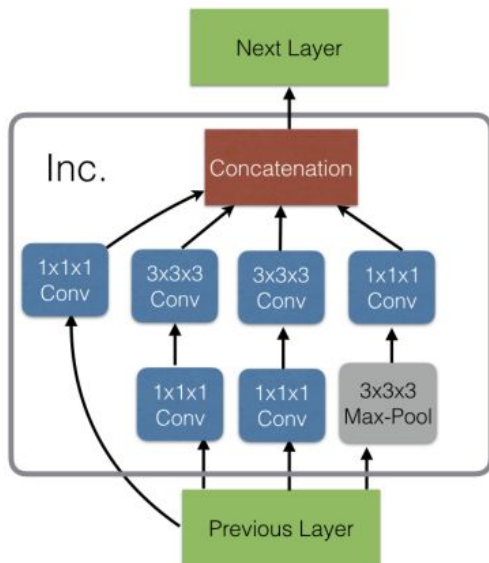 Next Layer
Inc.
Concatenation
1x1x1
Conv
3x3x3
Conv
3x3x3
Conv
1x1x1
Conv
1x1x1
Conv
1x1x1
Conv
3x3x3
Max-Pool
Previous Layer